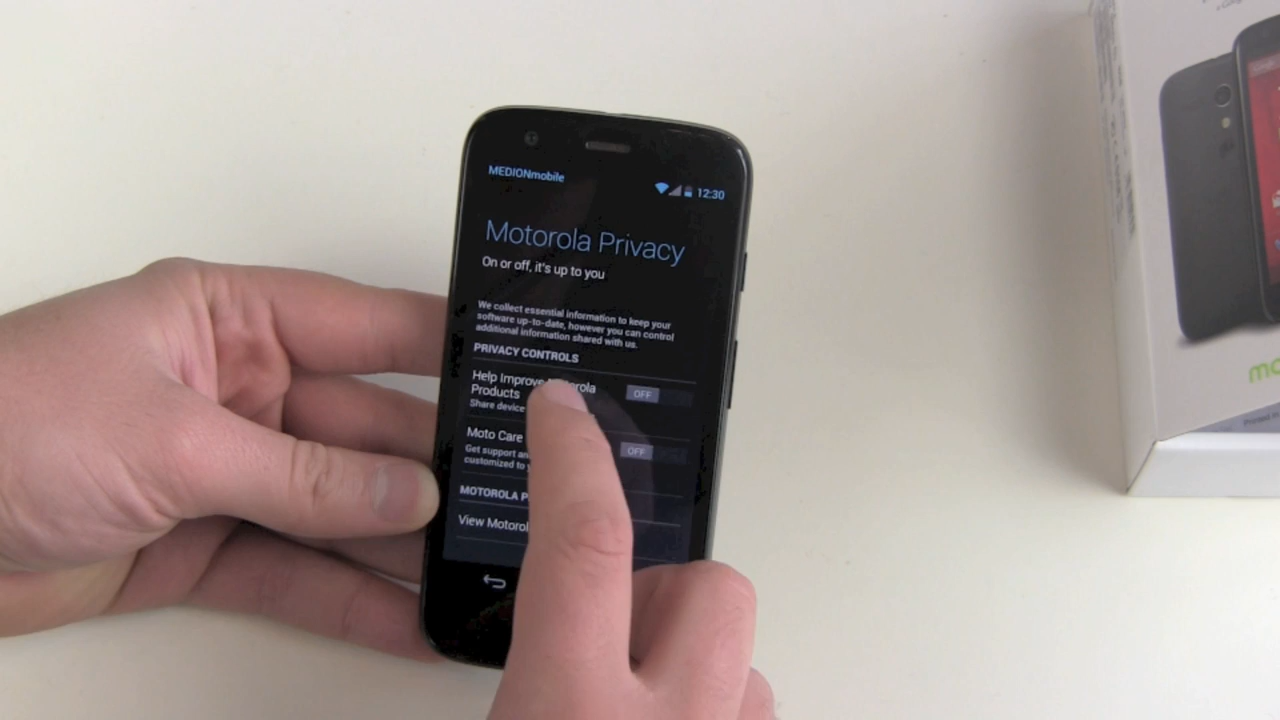 MEDIONmobile
12:30
Motorola Privacy
On or off, it's up to you
We collect essential information to keep your
software up-to-date, however you can control
additional information shared with us.
PRIVACY CONTROLS
Help Improve Motorola
Products
OFF
Share device
Moto Care
OFF
Get support an
customized to
MOTOROLA P
View Motorol